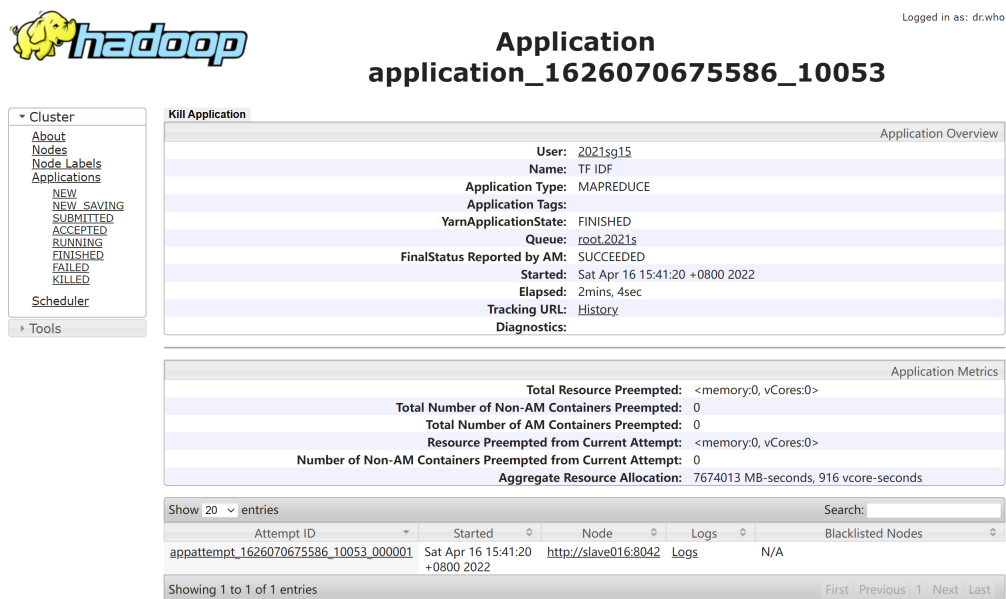 Logged in as: dr.who
hadoop
Application
application_1626070675586_10053
Cluster
About
Nodes
Node Labels
Applications
NEW
NEW_SAVING
SUBMITTED
ACCEPTED
RUNNING
FINISHED
FAILED
KILLED
Scheduler
Tools
Kill Application
Application Overview
User: 2021sg15
Name: TF IDF
Application Type: MAPREDUCE
Application Tags:
YarnApplicationState: FINISHED
Queue: root.2021s
FinalStatus Reported by AM: SUCCEEDED
Started: Sat Apr 16 15:41:20 +0800 2022
Elapsed: 2mins, 4sec
Tracking URL: History
Diagnostics:
Application Metrics
Total Resource Preempted: <memory:0, vCores:0>
Total Number of Non-AM Containers Preempted: 0
Total Number of AM Containers Preempted: 0
Resource Preempted from Current Attempt: <memory:0, vCores:0>
Number of Non-AM Containers Preempted from Current Attempt: 0
Aggregate Resource Allocation: 7674013 MB-seconds, 916 vcore-seconds
Show 20 entries Search:
Attempt ID Started Node Logs Blacklisted Nodes
appattempt_1626070675586_10053_000001 Sat Apr 16 15:41:20 http://slave016:8042 Logs N/A
+0800 2022
Showing 1 to 1 of 1 entries First Previous 1 Next Last